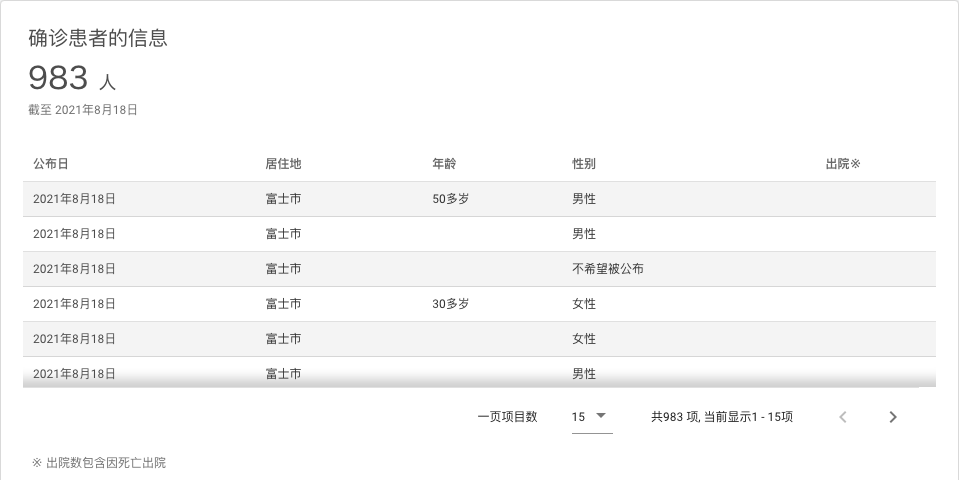 确诊患者的信息
983 人
截至 2021年8月18日
公布日 居住地 年龄 性别 出院※
2021年8月18日 富士市 50多岁 男性
2021年8月18日 富士市 男性
2021年8月18日 富士市 不希望被公布
2021年8月18日 富士市 30多岁 女性
2021年8月18日 富士市 女性
2021年8月18日 富士市 男性
一页项目数 15 共983 项, 当前显示1 - 15项
※ 出院数包含因死亡出院